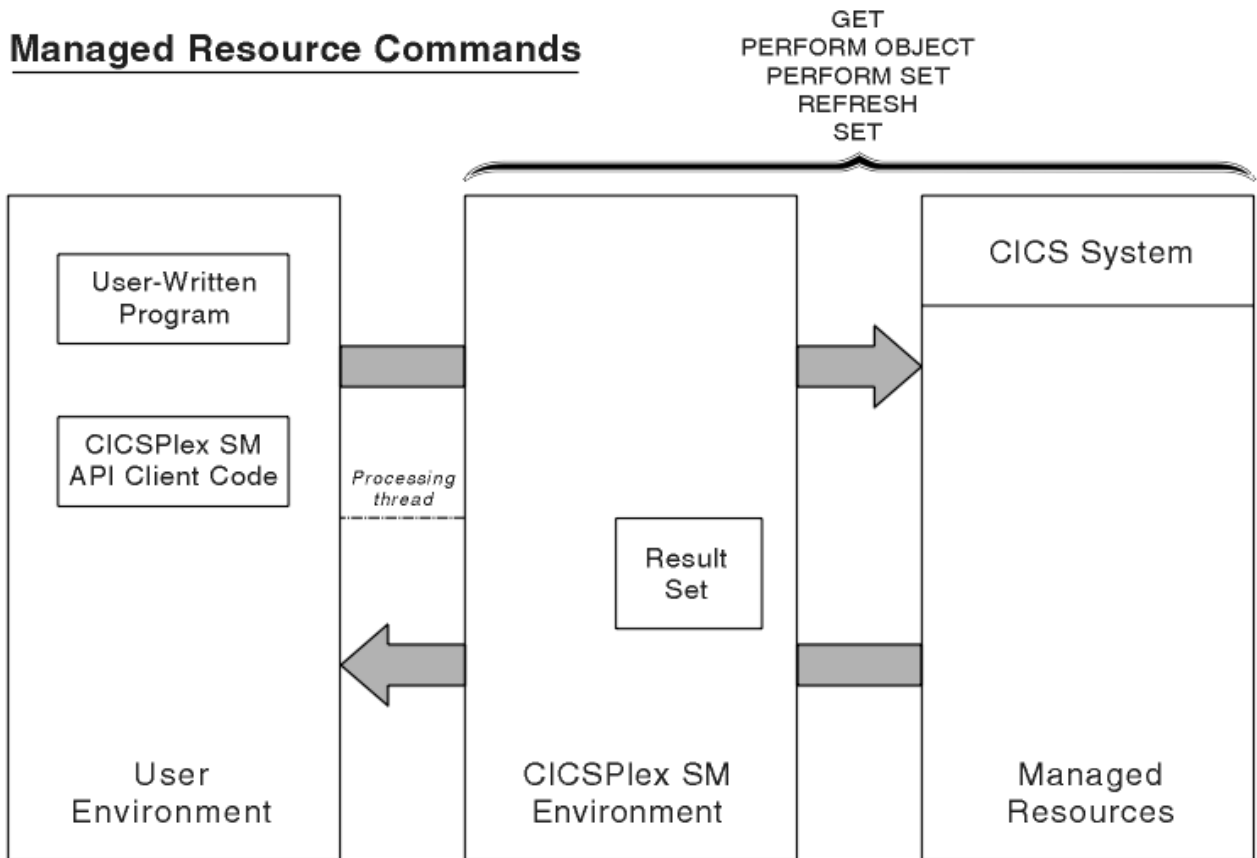 GET
Managed Resource Commands
PERFORM OBJECT
PERFORM SET
REFRESH
SET
User-Written
Program
CICSPlex SM
API Client Code
Processing
thread
Result
Set
CICS System
User
Environment
CICSPlex SM
Environment
Managed
Resources